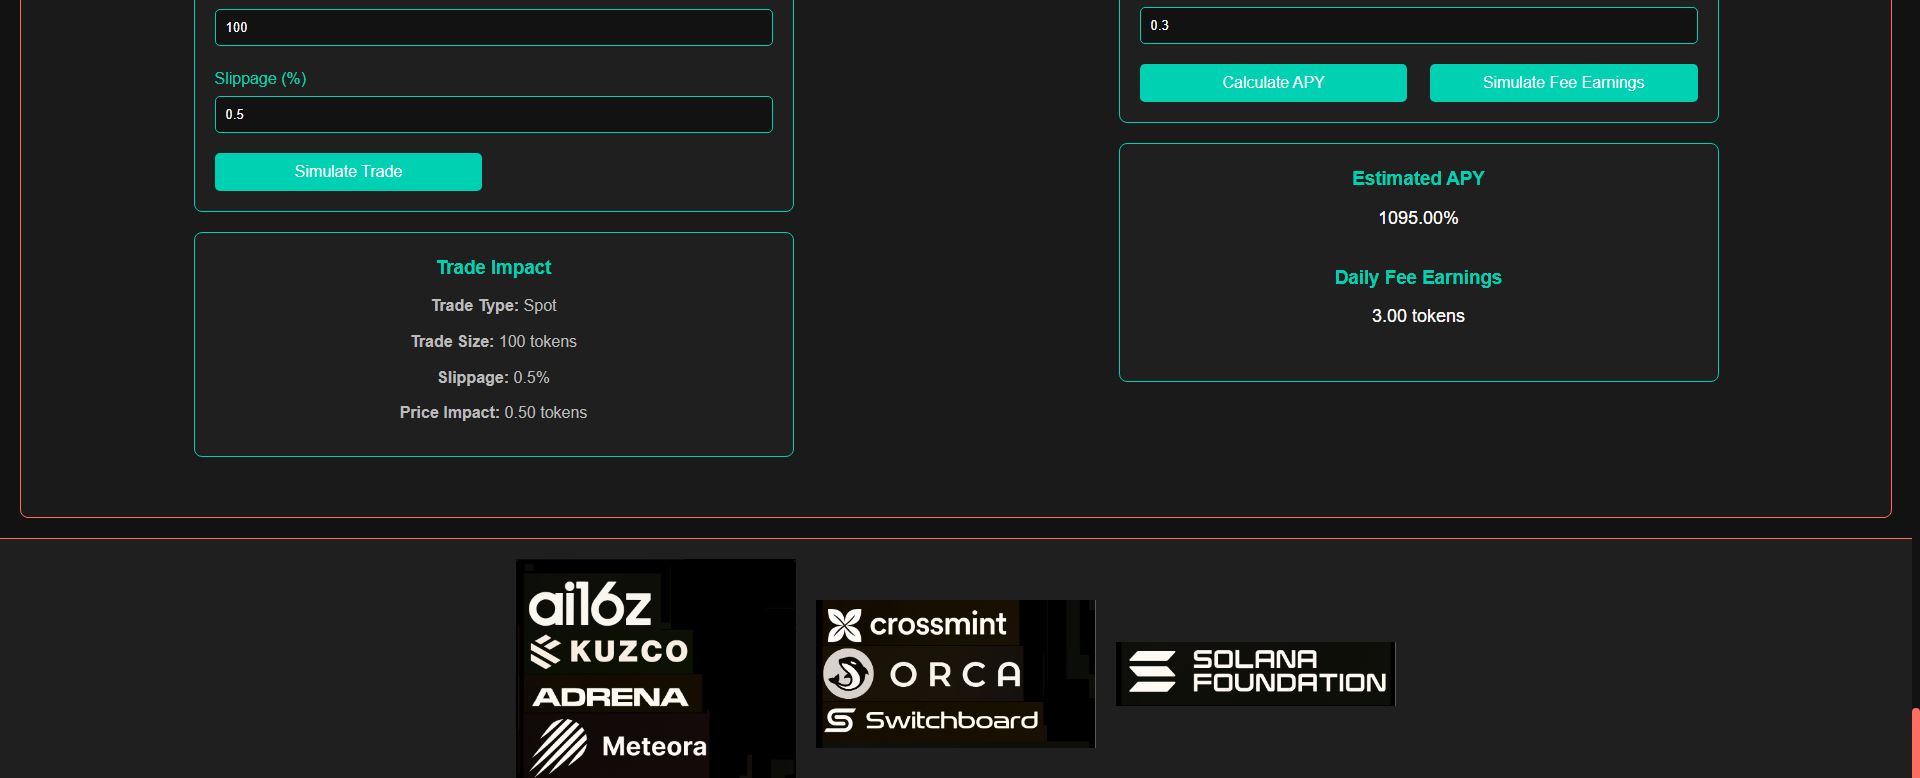 100
Slippage (%)
0.5
Simulate Trade
Trade Impact
Trade Type: Spot
Trade Size: 100 tokens
Slippage: 0.5%
Price Impact: 0.50 tokens
0.3
Calculate APY
Simulate Fee Earnings
Estimated APY
1095.00%
Daily Fee Earnings
3.00 tokens
ai16z
KUZCO
ADRENA
Meteora
crossmint
ORCA
Switchboard
SOLANA
FOUNDATION